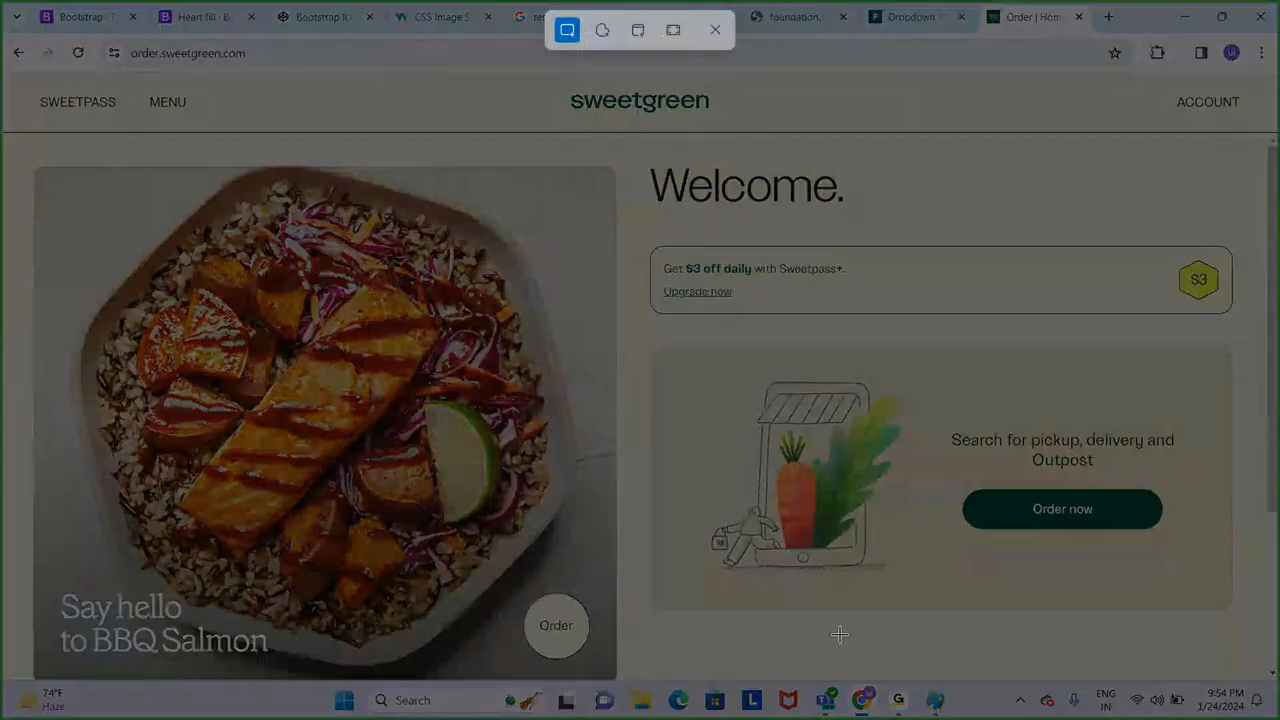 Bootstrap - T
Heart fill · B
Bootstrap Ic
CSS Image S
res
foundation.
Dropdown
Order | Hom
order.sweetgreen.com
SWEETPASS
MENU
sweetgreen
ACCOUNT
Welcome.
Get $3 off daily with Sweetpass+.
Upgrade now
$3
Search for pickup, delivery and
Outpost
Order now
Say hello
to BBQ Salmon
Order
74°F
Haze
Search
ENG
IN
9:54 PM
1/24/2024